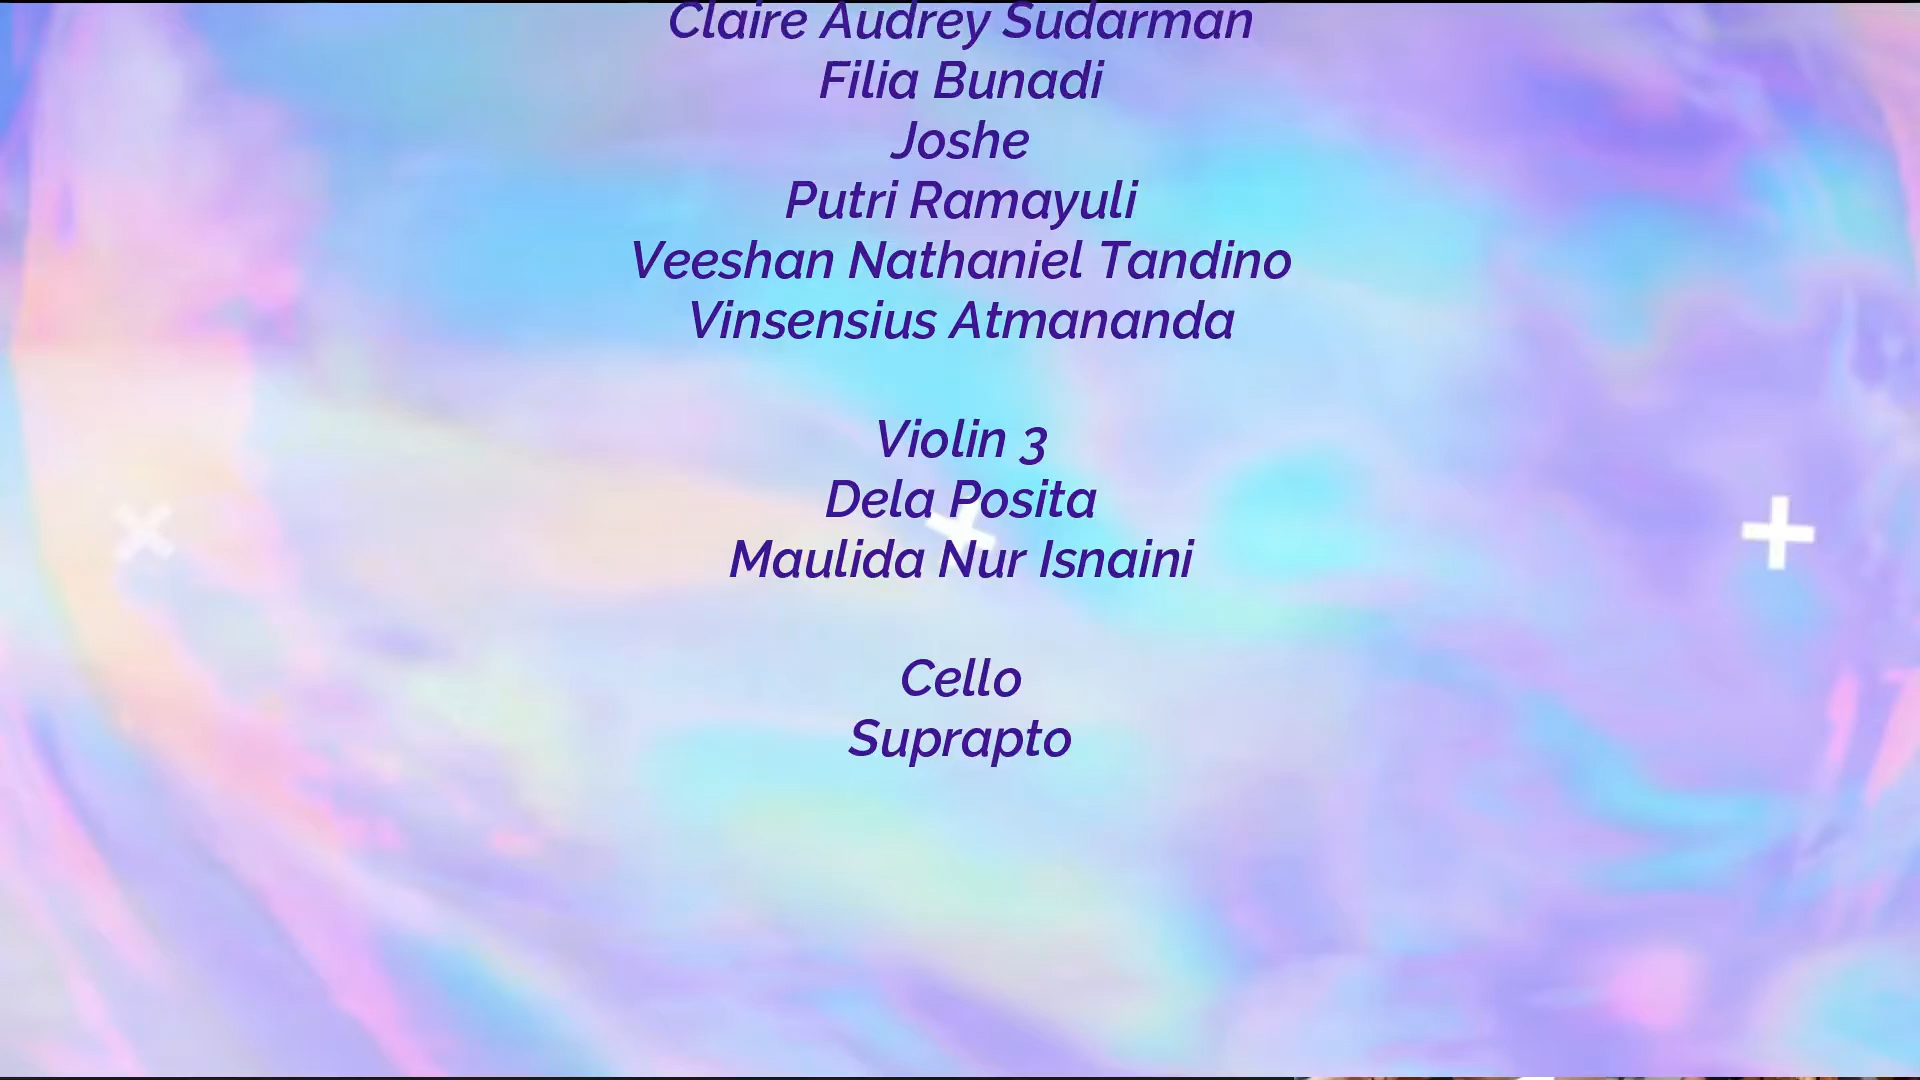 Claire Audrey Sudarman
Filia Bunadi
Joshe
Putri Ramayuli
Veeshan Nathaniel Tandino
Vinsensius Atmananda
Violin 3
Dela Posita
Maulida Nur Isnaini
Cello
Suprapto